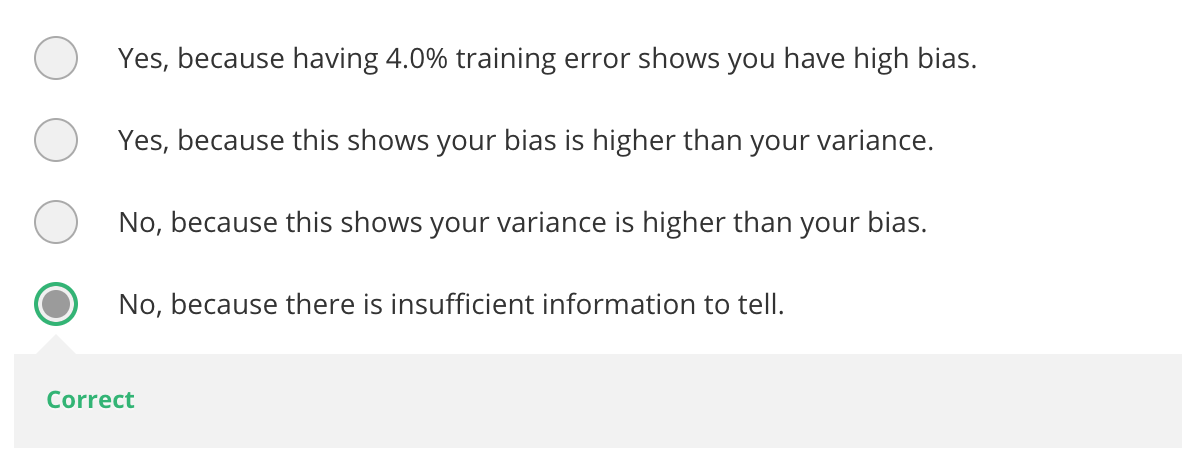 Yes, because having 4.0% training error shows you have high bias.
Yes, because this shows your bias is higher than your variance.
No, because this shows your variance is higher than your bias.
No, because there is insufficient information to tell.
Correct